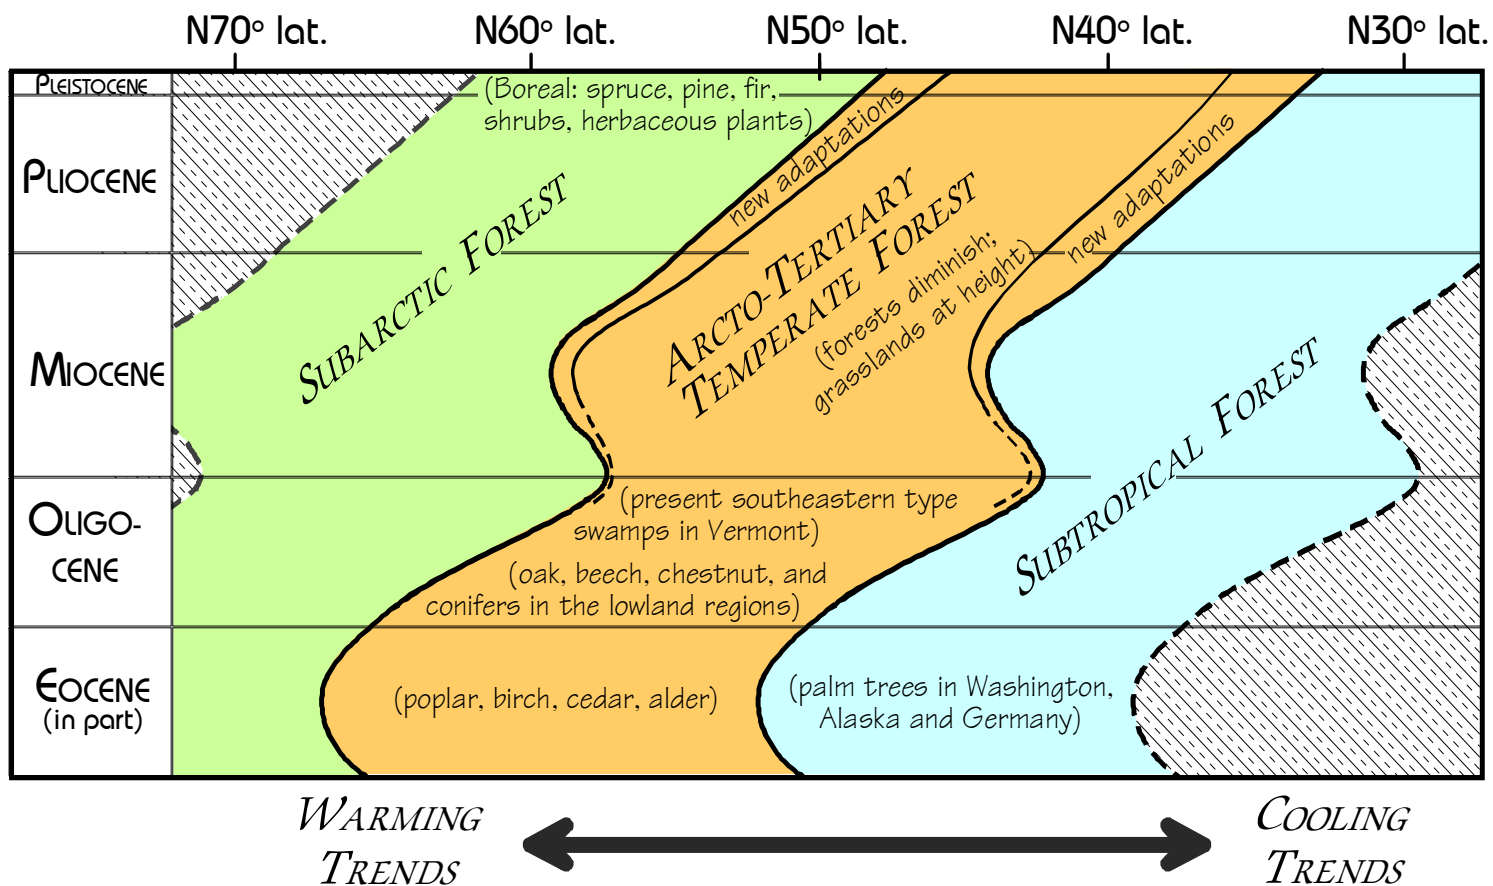 N70° lat. N60° lat. N50° lat. N40° lat. N30° lat.
PLEISTOCENE
(Boreal: spruce, pine, fir,
shrubs, herbaceous plants)
PLIOCENE
new adaptations
new adaptations
SUBARCTIC FOREST
ARCTO-TERTIARY
TEMPERATE FOREST
(forests diminish;
grasslands at height)
MIOCENE
SUBTROPICAL FOREST
OLIGO-
CENE
(present southeastern type
swamps in Vermont)
(oak, beech, chestnut, and
conifers in the lowland regions)
EOCENE
(in part)
(poplar, birch, cedar, alder)
(palm trees in Washington,
Alaska and Germany)
WARMING
TRENDS
COOLING
TRENDS